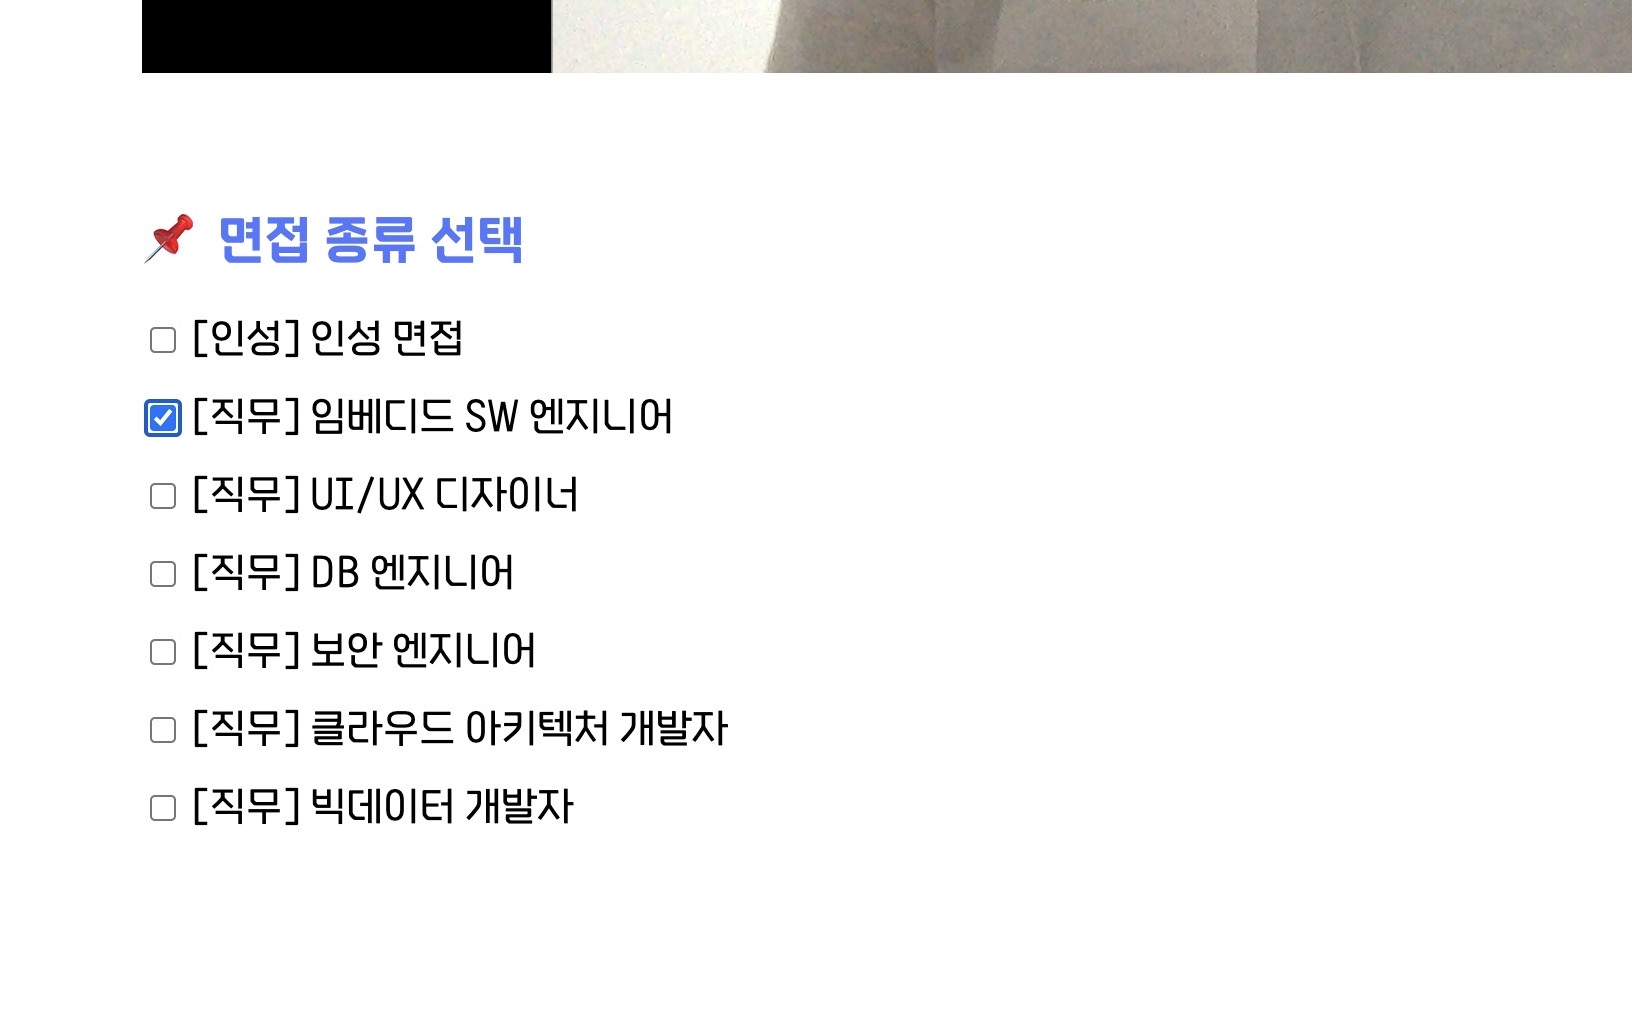 면접 종류 선택
[인성] 인성 면접
[직무] 임베디드 SW 엔지니어
[직무] UI/UX 디자이너
[직무] DB 엔지니어
[직무] 보안 엔지니어
[직무] 클라우드 아키텍처 개발자
[직무] 빅데이터 개발자